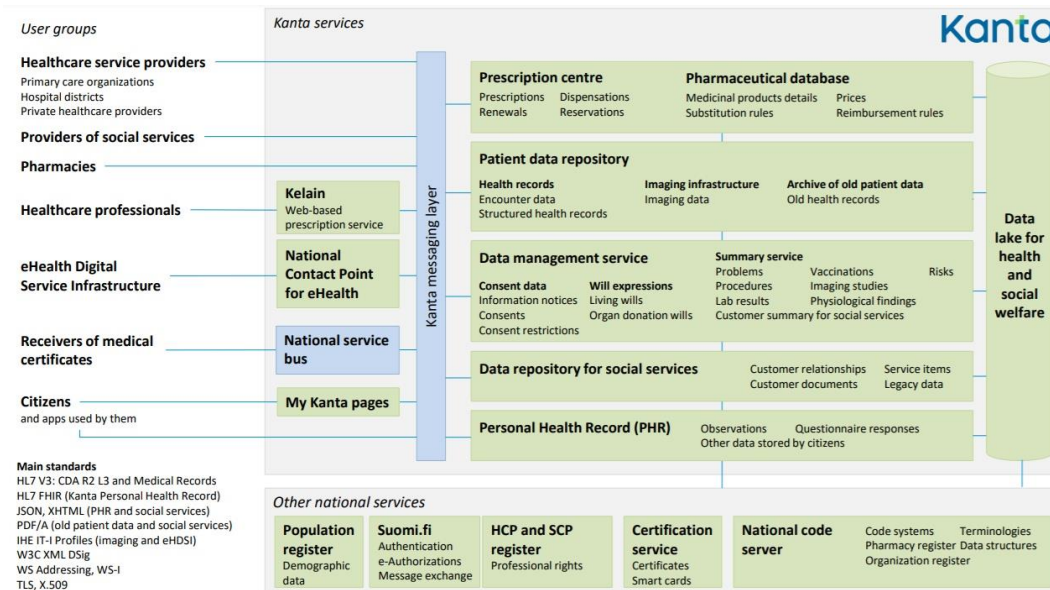 User groups
Healthcare service providers
Primary care organizations
Hospital districts
Private healthcare providers
Providers of social services
Pharmacies
Healthcare professionals
eHealth Digital
Service Infrastructure
Receivers of medical
certificates
Citizens
and apps used by them
Main standards
HL7 V3: CDA R2 L3 and Medical Records
HL7 FHIR (Kanta Personal Health Record)
JSON, XHTML (PHR and social services)
PDF/A (old patient data and social services)
IHE IT-I Profiles (imaging and eHDSI)
W3C XML DSig
WS Addressing, WS-I
TLS, X.509
Kanta services
Kanta
Kelain
Web-based
prescription service
National
Contact Point
for eHealth
National service
bus
My Kanta pages
Kanta messaging layer
Prescription centre
Prescriptions Dispensations
Renewals Reservations
Pharmaceutical database
Medicinal products details Prices
Substitution rules Reimbursement rules
Patient data repository
Health records
Encounter data
Structured health records
Imaging infrastructure
Imaging data
Archive of old patient data
Old health records
Data management service
Consent data
Information notices
Consents
Consent restrictions
Will expressions
Living wills
Organ donation wills
Summary service
Problems Vaccinations Risks
Procedures Imaging studies
Lab results Physiological findings
Customer summary for social services
Data repository for social services
Customer relationships Service items
Customer documents Legacy data
Personal Health Record (PHR)
Observations Questionnaire responses
Other data stored by citizens
Data
lake for
health
and
social
welfare
Other national services
Population
register
Demographic
data
Suomi.fi
Authentication
e-Authorizations
Message exchange
HCP and SCP
register
Professional rights
Certification
service
Certificates
Smart cards
National code
server
Code systems Terminologies
Pharmacy register Data structures
Organization register